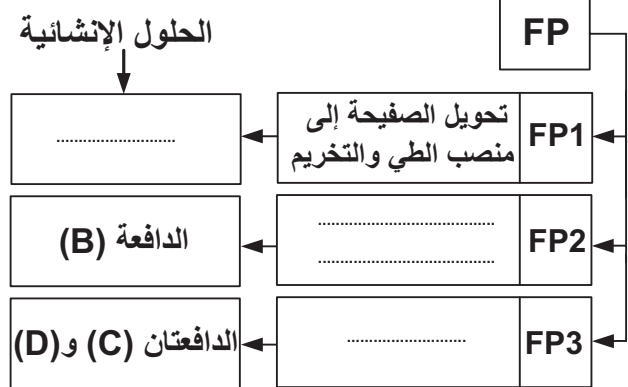 الحلول الإنشائية
FP
FP1
تحويل الصفيحة إلى
منصب الطي والتخريم
..............................
FP2
..............................................
..............................................
الدافعة (B)
FP3
..............................
الدافعتان (C) و(D)